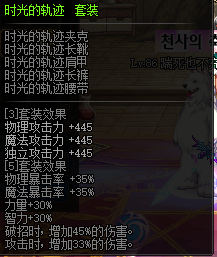 时光的轨迹 套装
时光的轨迹夹克
时光的轨迹长靴
时光的轨迹肩甲
时光的轨迹长裤
时光的轨迹腰带
[3]套装效果
物理攻击力 +445
魔法攻击力 +445
独立攻击力 +445
[5]套装效果
物理暴击率 +35%
魔法暴击率 +35%
力量+30%
智力+30%
破招时，增加45%的伤害。
攻击时，增加33%的伤害。
天使の